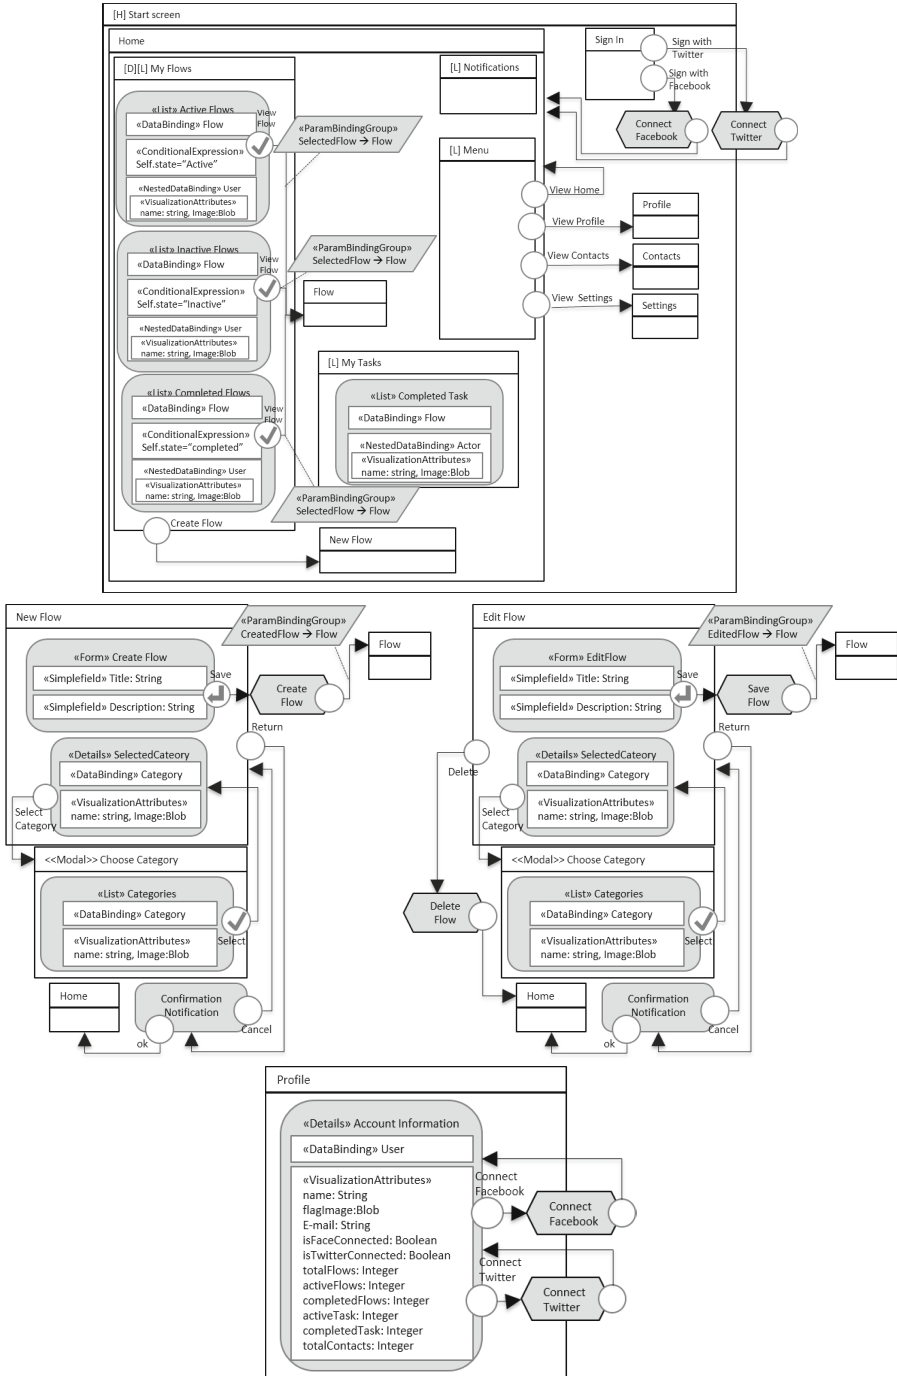 [H] Start screen
Home
[D][L] My Flows
«List» Active Flows
View
Flow
«DataBinding» Flow
«ConditionalExpression»
Self.state=“Active”
«NestedDataBinding» User
«VisualizationAttributes»
name: string, Image:Blob
«ParamBindingGroup»
SelectedFlow → Flow
«List» Inactive Flows
View
Flow
«DataBinding» Flow
«ConditionalExpression»
Self.state=“Inactive”
«NestedDataBinding» User
«VisualizationAttributes»
name: string, Image:Blob
«ParamBindingGroup»
SelectedFlow → Flow
Flow
«List» Completed Flows
View
Flow
«DataBinding» Flow
«ConditionalExpression»
Self.state=“completed”
«NestedDataBinding» User
«VisualizationAttributes»
name: string, Image:Blob
«ParamBindingGroup»
SelectedFlow → Flow
Create Flow
New Flow
[L] My Tasks
«List» Completed Task
«DataBinding» Flow
«NestedDataBinding» Actor
«VisualizationAttributes»
name: string, Image:Blob
[L] Notifications
[L] Menu
View Home
View Profile
View Contacts
View Settings
Profile
Contacts
Settings
Sign In
Sign with
Twitter
Sign with
Facebook
Connect
Facebook
Connect
Twitter
New Flow
«ParamBindingGroup»
CreatedFlow → Flow
Flow
«Form» Create Flow
«Simplefield» Title: String
«Simplefield» Description: String
Save
Create
Flow
Return
«Details» SelectedCateory
«DataBinding» Category
«VisualizationAttributes»
name: string, Image:Blob
Select
Category
<<Modal>> Choose Category
«List» Categories
«DataBinding» Category
«VisualizationAttributes»
name: string, Image:Blob
Select
Home
Confirmation
Notification
ok
Cancel
Edit Flow
«ParamBindingGroup»
EditedFlow → Flow
Flow
«Form» EditFlow
«Simplefield» Title: String
«Simplefield» Description: String
Save
Save
Flow
Return
Delete
«Details» SelectedCateory
«DataBinding» Category
«VisualizationAttributes»
name: string, Image:Blob
Select
Category
<<Modal>> Choose Category
«List» Categories
«DataBinding» Category
«VisualizationAttributes»
name: string, Image:Blob
Select
Delete
Flow
Home
Confirmation
Notification
ok
Cancel
Profile
«Details» Account Information
«DataBinding» User
«VisualizationAttributes»
name: String
flagImage:Blob
E-mail: String
isFaceConnected: Boolean
isTwitterConnected: Boolean
totalFlows: Integer
activeFlows: Integer
completedFlows: Integer
activeTask: Integer
completedTask: Integer
totalContacts: Integer
Connect
Facebook
Connect
Facebook
Connect
Twitter
Connect
Twitter